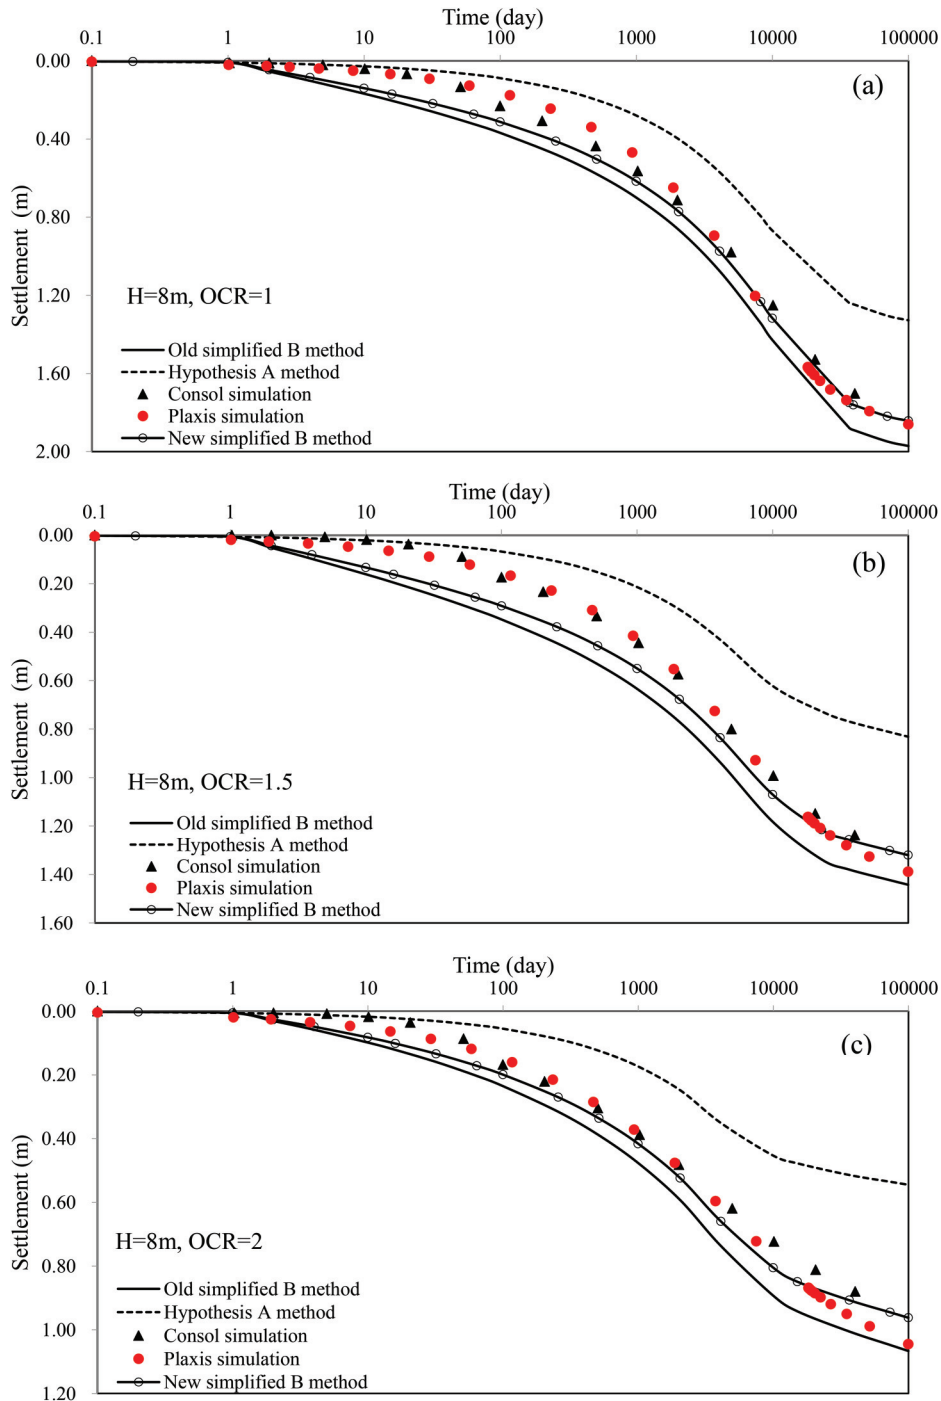 Time (day)
0.1 1 10 100 1000 10000 100000
0.00
0.40
0.80
1.20
1.60
2.00
Settlement (m)
(a)
H=8m, OCR=1
Old simplified B method
Hypothesis A method
Consol simulation
Plaxis simulation
New simplified B method
Time (day)
0.1 1 10 100 1000 10000 100000
0.00
0.20
0.40
0.60
0.80
1.00
1.20
1.40
1.60
Settlement (m)
(b)
H=8m, OCR=1.5
Old simplified B method
Hypothesis A method
Consol simulation
Plaxis simulation
New simplified B method
Time (day)
0.1 1 10 100 1000 10000 100000
0.00
0.20
0.40
0.60
0.80
1.00
1.20
Settlement (m)
(c)
H=8m, OCR=2
Old simplified B method
Hypothesis A method
Consol simulation
Plaxis simulation
New simplified B method